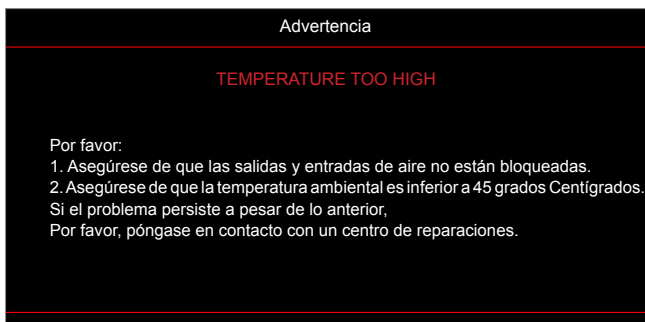 Advertencia
TEMPERATURE TOO HIGH
Por favor:
1. Asegúrese de que las salidas y entradas de aire no están bloqueadas.
2. Asegúrese de que la temperatura ambiental es inferior a 45 grados Centígrados.
Si el problema persiste a pesar de lo anterior,
Por favor, póngase en contacto con un centro de reparaciones.